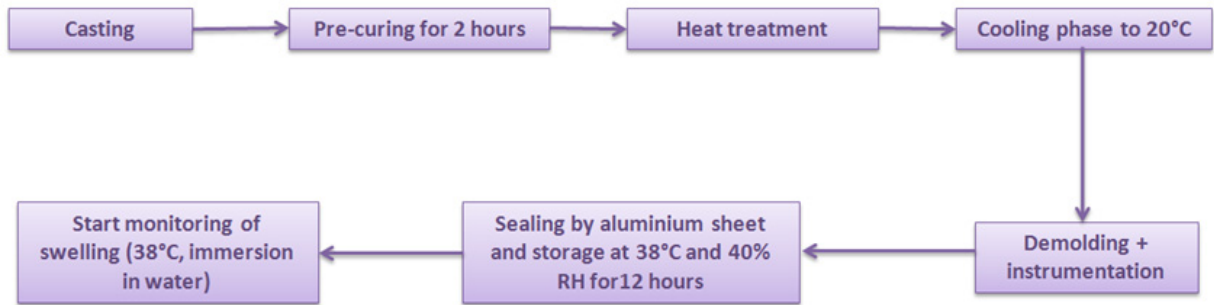 Casting
Pre-curing for 2 hours
Heat treatment
Cooling phase to 20°C
Demolding +
instrumentation
Sealing by aluminium sheet
and storage at 38°C and 40%
RH for12 hours
Start monitoring of
swelling (38°C, immersion
in water)